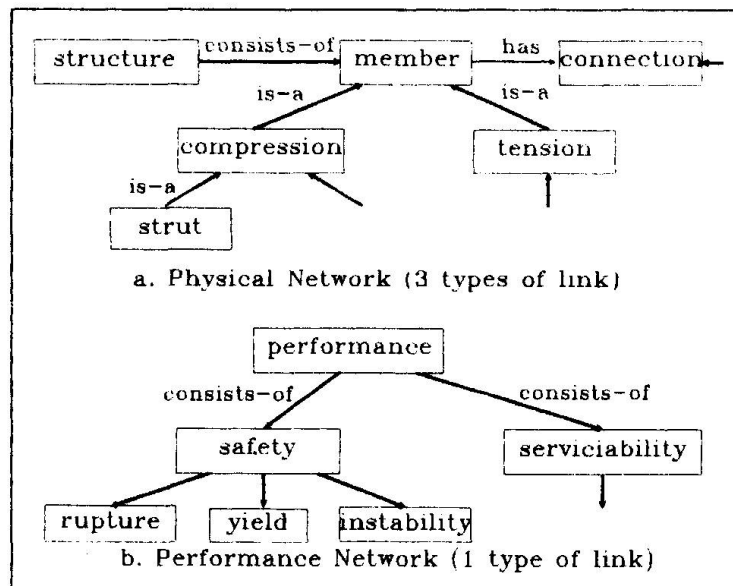 consists-of has
structure member connection
is-a is-a
compression tension
is-a
strut
a. Physical Network (3 types of link)
performance
consists-of consists-of
safety serviciability
rupture yield instability
b. Performance Network (1 type of link)